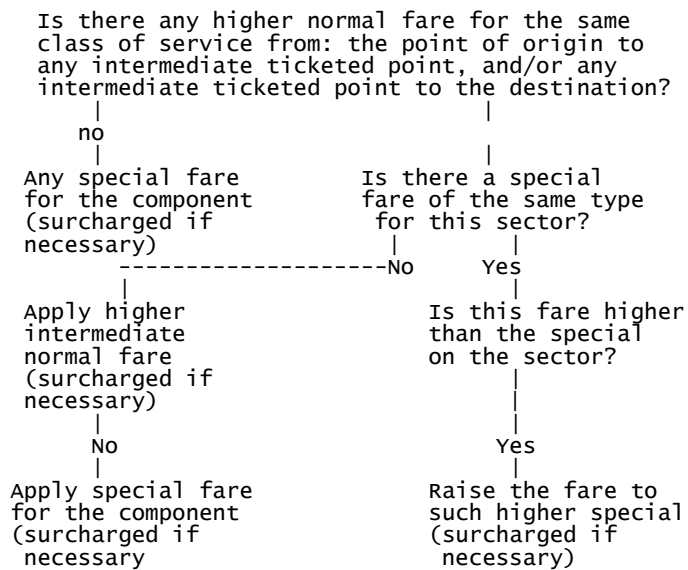 Is there any higher normal fare for the same
class of service from: the point of origin to
any intermediate ticketed point, and/or any
intermediate ticketed point to the destination?
no
Any special fare
for the component
(surcharged if
necessary)
Is there a special
fare of the same type
for this sector?
No
Yes
Apply higher
intermediate
normal fare
(surcharged if
necessary)
Is this fare higher
than the special
on the sector?
No
Yes
Apply special fare
for the component
(surcharged if
necessary
Raise the fare to
such higher special
(surcharged if
necessary)